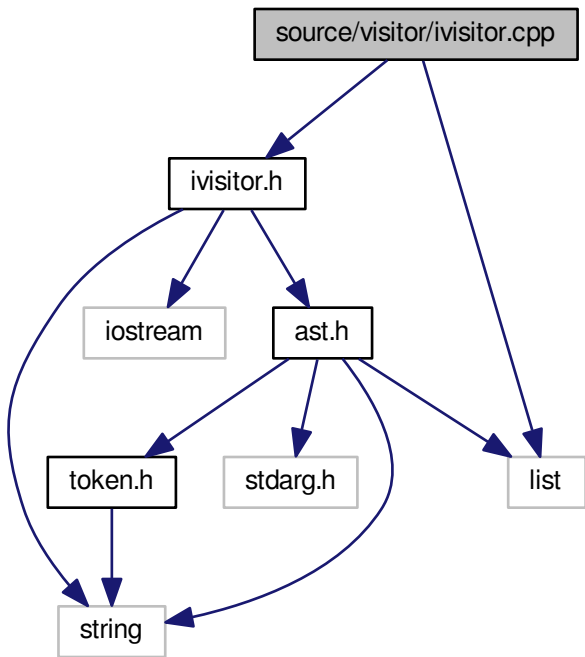 source/visitor/ivisitor.cpp
ivisitor.h
iostream
ast.h
token.h
stdarg.h
list
string